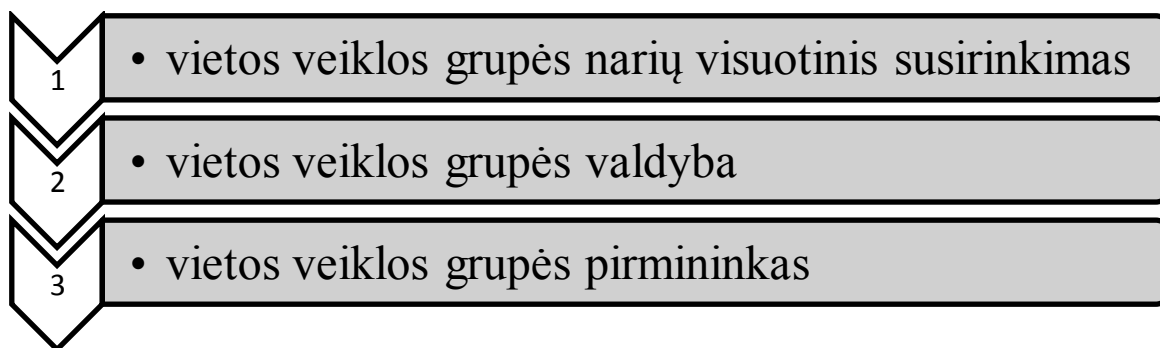 1
• vietos veiklos grupės narių visuotinis susirinkimas
2
• vietos veiklos grupės valdyba
3
• vietos veiklos grupės pirmininkas